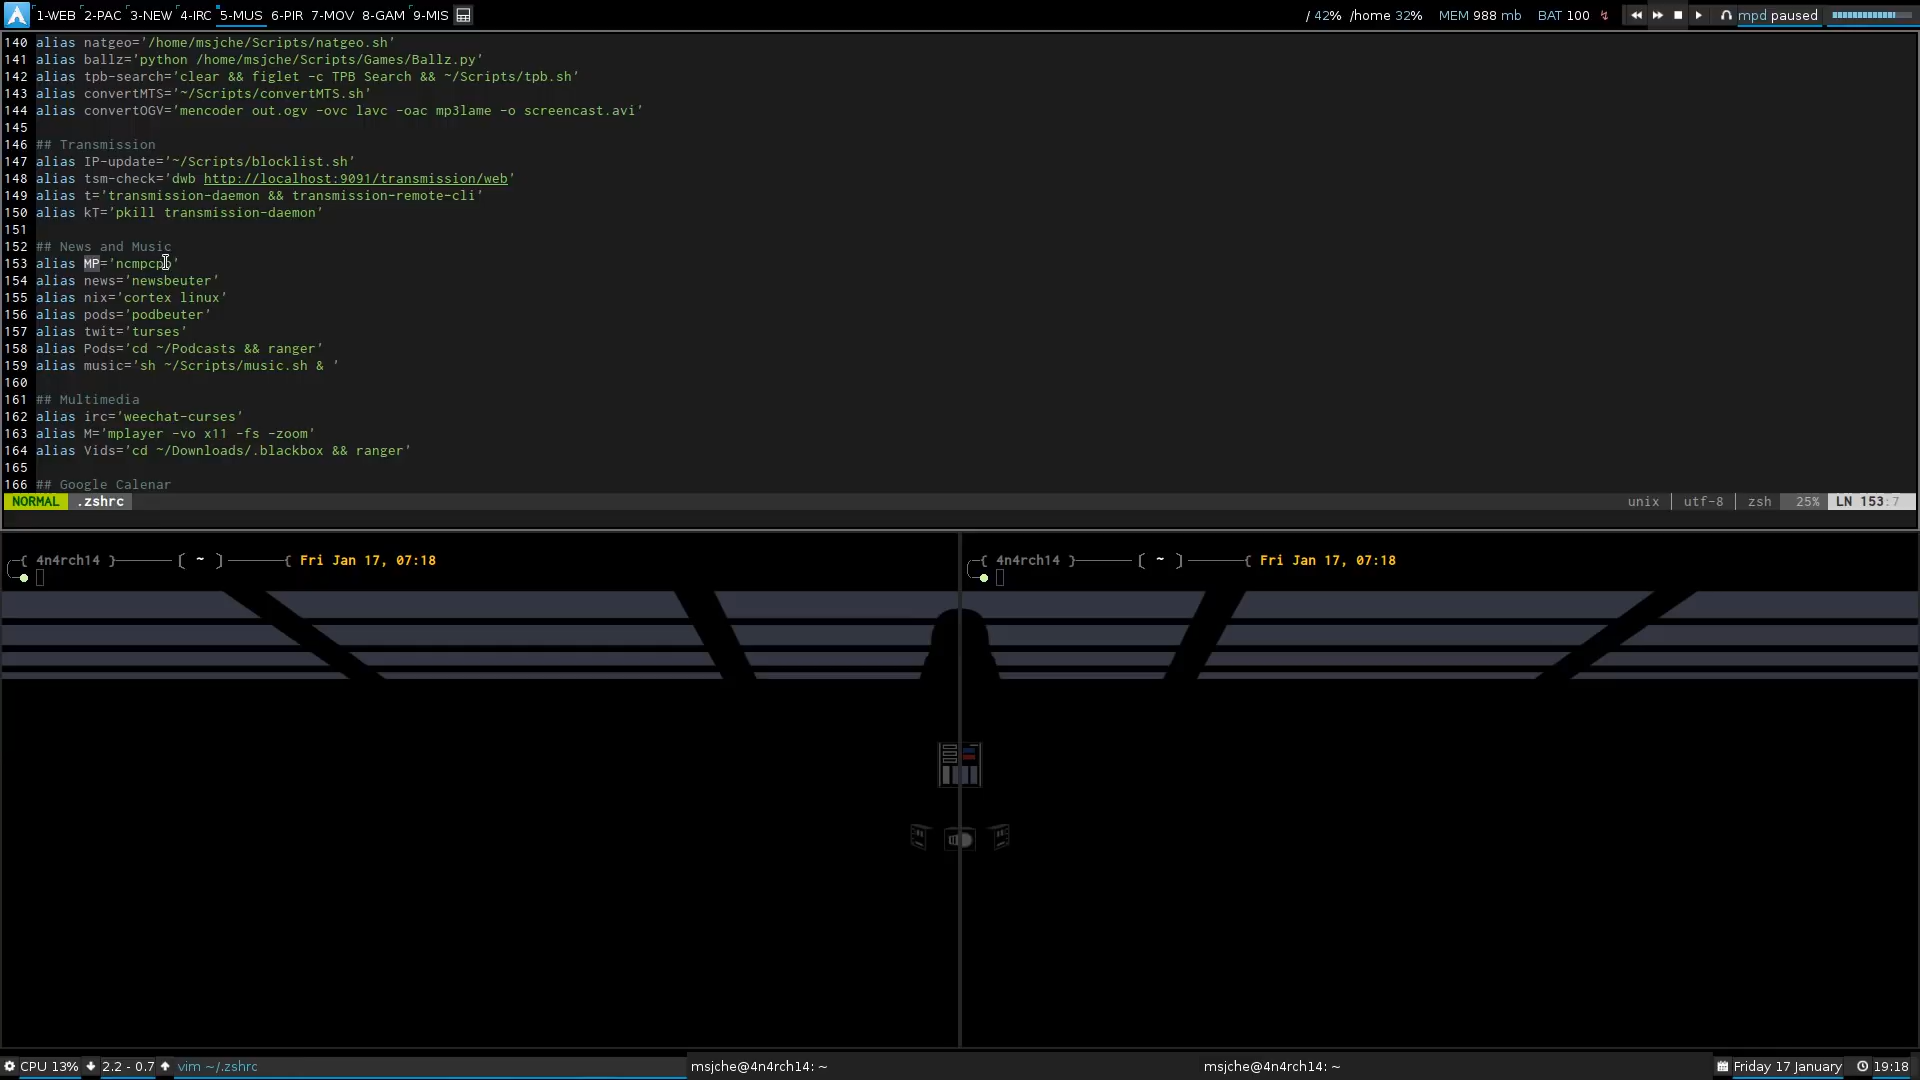 1-WEB 2-PAC 3-NEW 4-IRC 5-MUS 6-PIR 7-MOV 8-GAM 9-MIS / 42% /home 32% MEM 988 mb BAT 100 mpd paused
140 alias natgeo='/home/msjche/Scripts/natgeo.sh'
141 alias ballz='python /home/msjche/Scripts/Games/Ballz.py'
142 alias tpb-search='clear && figlet -c TPB Search && ~/Scripts/tpb.sh'
143 alias convertMTS='~/Scripts/convertMTS.sh'
144 alias convertOGV='mencoder out.ogv -ovc lavc -oac mp3lame -o screencast.avi'
145
146 ## Transmission
147 alias IP-update='~/Scripts/blocklist.sh'
148 alias tsm-check='dwb http://localhost:9091/transmission/web'
149 alias t='transmission-daemon && transmission-remote-cli'
150 alias kT='pkill transmission-daemon'
151
152 ## News and Music
153 alias MP='ncmpcpp'
154 alias news='newsbeuter'
155 alias nix='cortex linux'
156 alias pods='podbeuter'
157 alias twit='turses'
158 alias Pods='cd ~/Podcasts && ranger'
159 alias music='sh ~/Scripts/music.sh & '
160
161 ## Multimedia
162 alias irc='weechat-curses'
163 alias M='mplayer -vo x11 -fs -zoom'
164 alias Vids='cd ~/Downloads/.blackbox && ranger'
165
166 ## Google Calenar
NORMAL .zshrc unix utf-8 zsh 25% LN 153:7
{ 4n4rch14 } [ ~ ] { Fri Jan 17, 07:18
{ 4n4rch14 } [ ~ ] { Fri Jan 17, 07:18
CPU 13% 2.2 - 0.7 vim ~/.zshrc msjche@4n4rch14: ~ msjche@4n4rch14: ~ Friday 17 January 19:18